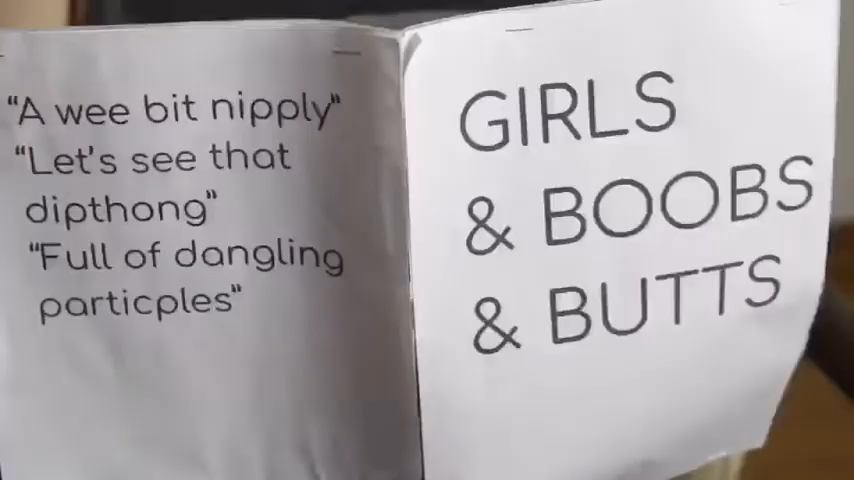 “A wee bit nipply”
“Let's see that
dipthong”
“Full of dangling
particples”
GIRLS
& BOOBS
& BUTTS